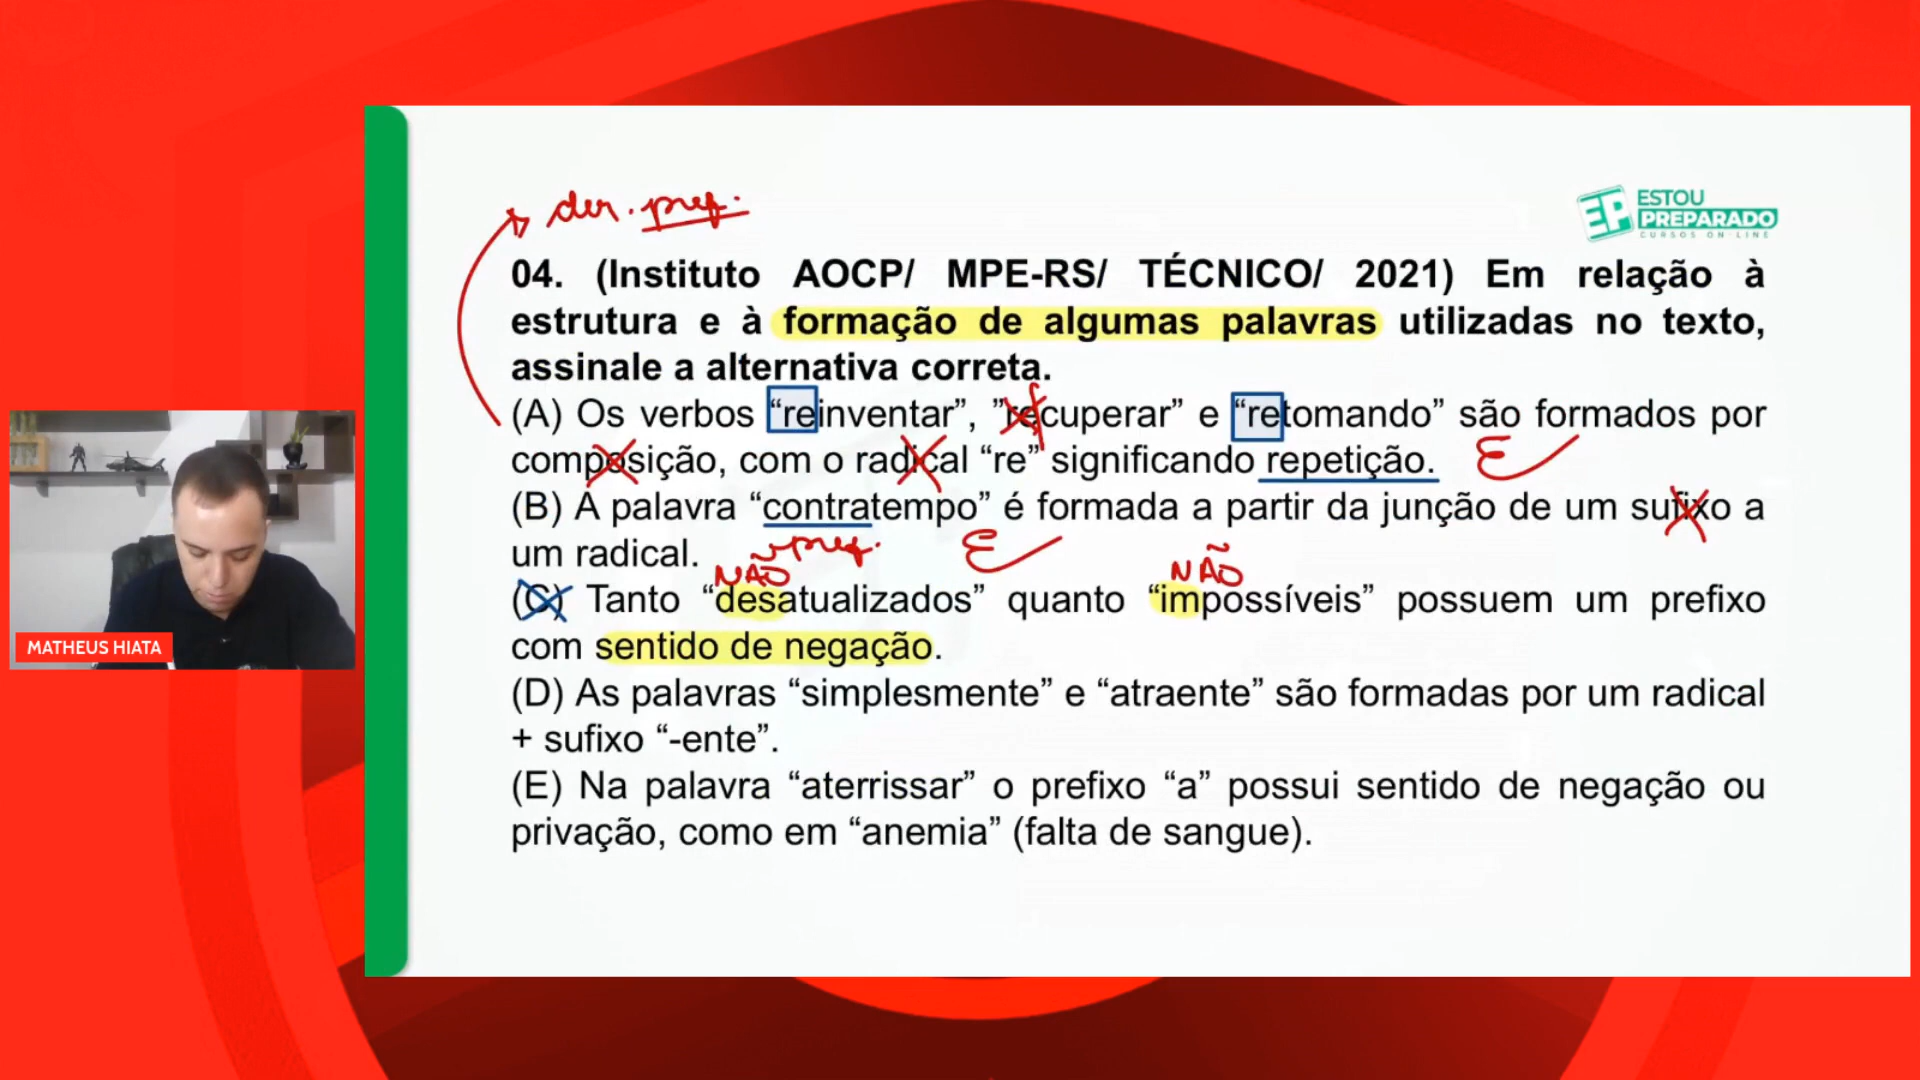 der. pref.
ESTOU
EP PREPARADO
CURSOS ON-LINE
04. (Instituto AOCP/ MPE-RS/ TÉCNICO/ 2021) Em relação à
estrutura e à formação de algumas palavras utilizadas no texto,
assinale a alternativa correta.
(A) Os verbos “reinventar”, ”recuperar” e “retomando” são formados por
composição, com o radical “re” significando repetição. E
(B) A palavra “contratempo” é formada a partir da junção de um sufixo a
um radical. pref. E
NÃO NÃO
(C) Tanto “desatualizados” quanto “impossíveis” possuem um prefixo
com sentido de negação.
(D) As palavras “simplesmente” e “atraente” são formadas por um radical
+ sufixo “-ente”.
(E) Na palavra “aterrissar” o prefixo “a” possui sentido de negação ou
privação, como em “anemia” (falta de sangue).
MATHEUS HIATA